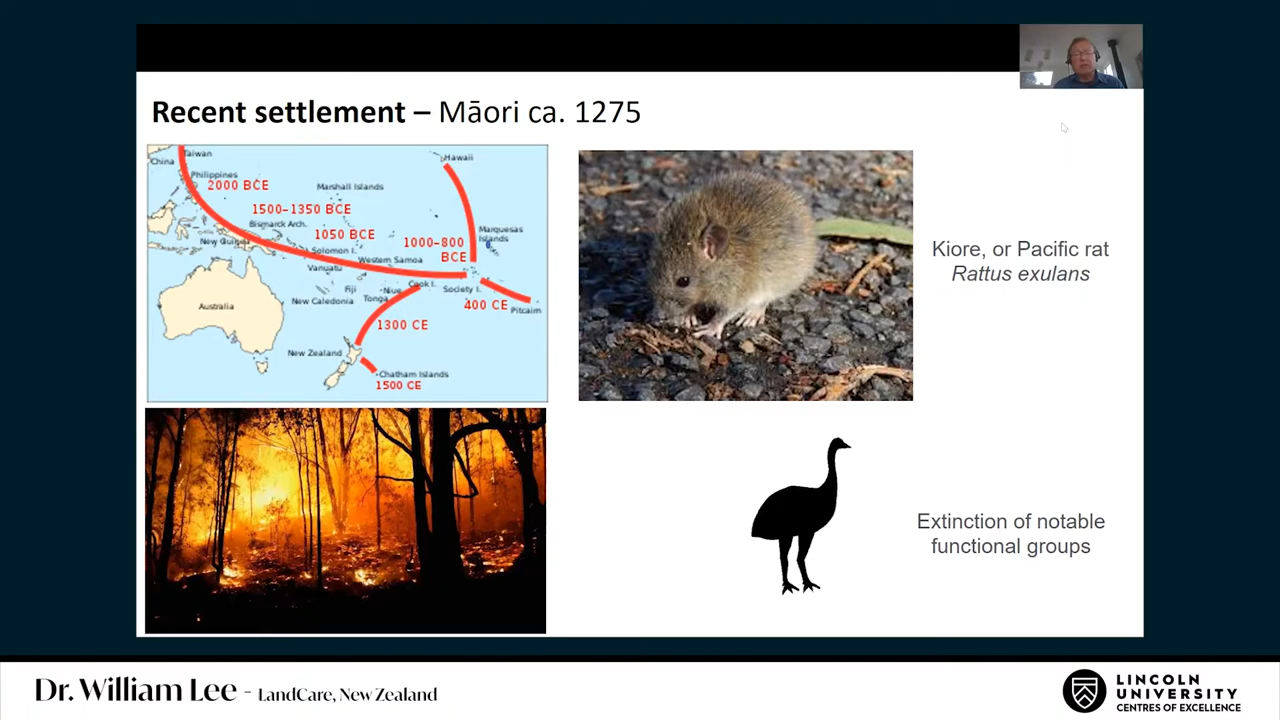 Recent settlement – Māori ca. 1275
Taiwan
China
Philippines
2000 BCE
Hawaii
Marshall Islands
1500–1350 BCE
Bismarck Arch.
1050 BCE
New Guinea
Solomon I.
1000–800
BCE
Marquesas
Islands
Western Samoa
Vanuatu
Cook I.
Fiji
Niue
Society I.
New Caledonia
Tonga
400 CE
Pitcairn
Australia
1300 CE
New Zealand
Chatham Islands
1500 CE
Kiore, or Pacific rat
Rattus exulans
Extinction of notable
functional groups
Dr. William Lee - LandCare, New Zealand
LINCOLN
UNIVERSITY
CENTRES OF EXCELLENCE